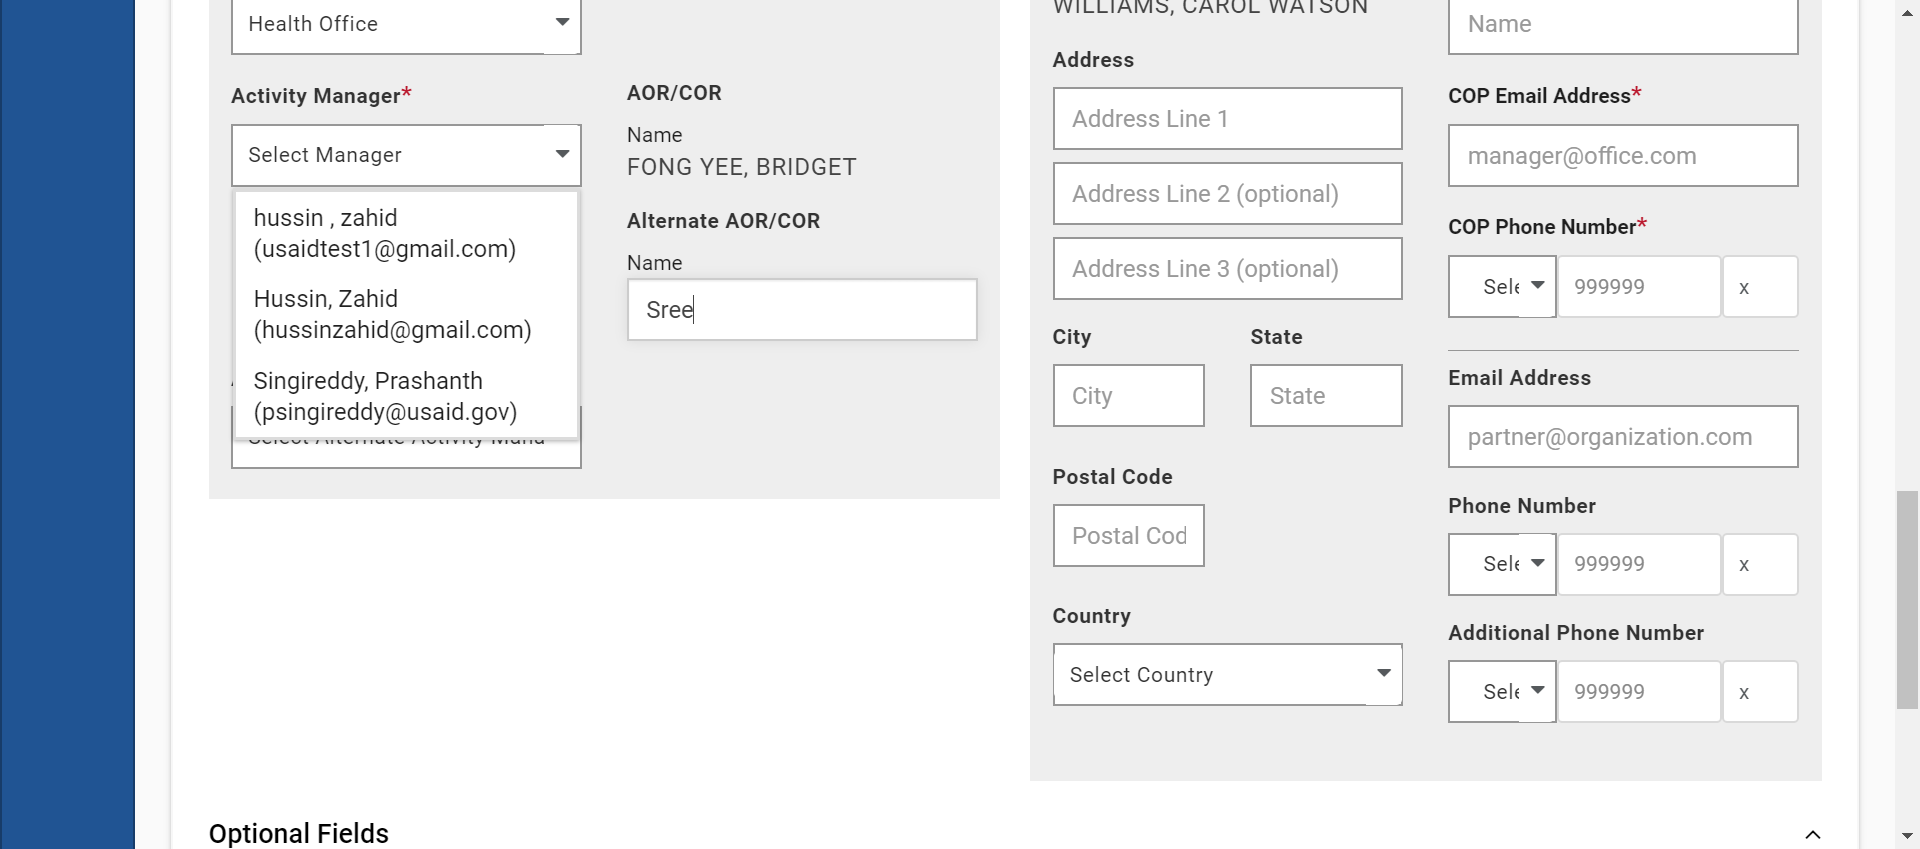 Health Office
Activity Manager*
Select Manager
hussin , zahid
(usaidtest1@gmail.com)
Hussin, Zahid
(hussinzahid@gmail.com)
Singireddy, Prashanth
(psingireddy@usaid.gov)
Select Alternate Activity Mana
AOR/COR
Name
FONG YEE, BRIDGET
Alternate AOR/COR
Name
Sree
WILLIAMS, CAROL WATSON
Address
Address Line 1
Address Line 2 (optional)
Address Line 3 (optional)
City
State
City
State
Postal Code
Postal Cod
Country
Select Country
Name
COP Email Address*
manager@office.com
COP Phone Number*
Sele
999999
x
Email Address
partner@organization.com
Phone Number
Sele
999999
x
Additional Phone Number
Sele
999999
x
Optional Fields